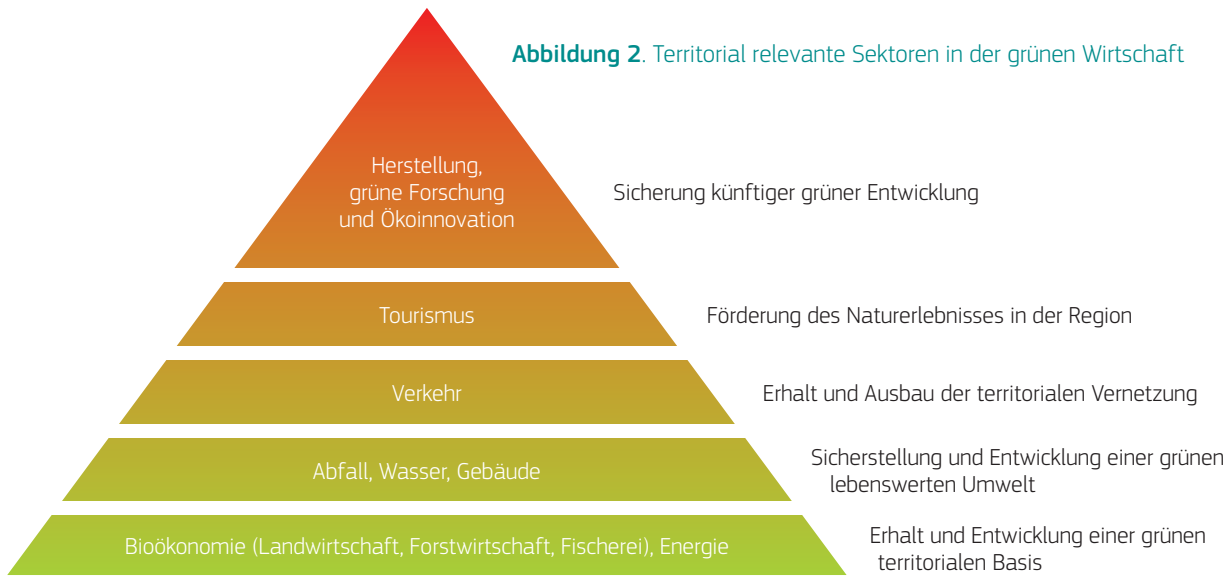 Abbildung 2. Territorial relevante Sektoren in der grünen Wirtschaft
Herstellung,
grüne Forschung
und Ökoinnovation
Sicherung künftiger grüner Entwicklung
Tourismus
Förderung des Naturerlebnisses in der Region
Verkehr
Erhalt und Ausbau der territorialen Vernetzung
Abfall, Wasser, Gebäude
Sicherstellung und Entwicklung einer grünen
lebenswerten Umwelt
Bioökonomie (Landwirtschaft, Forstwirtschaft, Fischerei), Energie
Erhalt und Entwicklung einer grünen
territorialen Basis